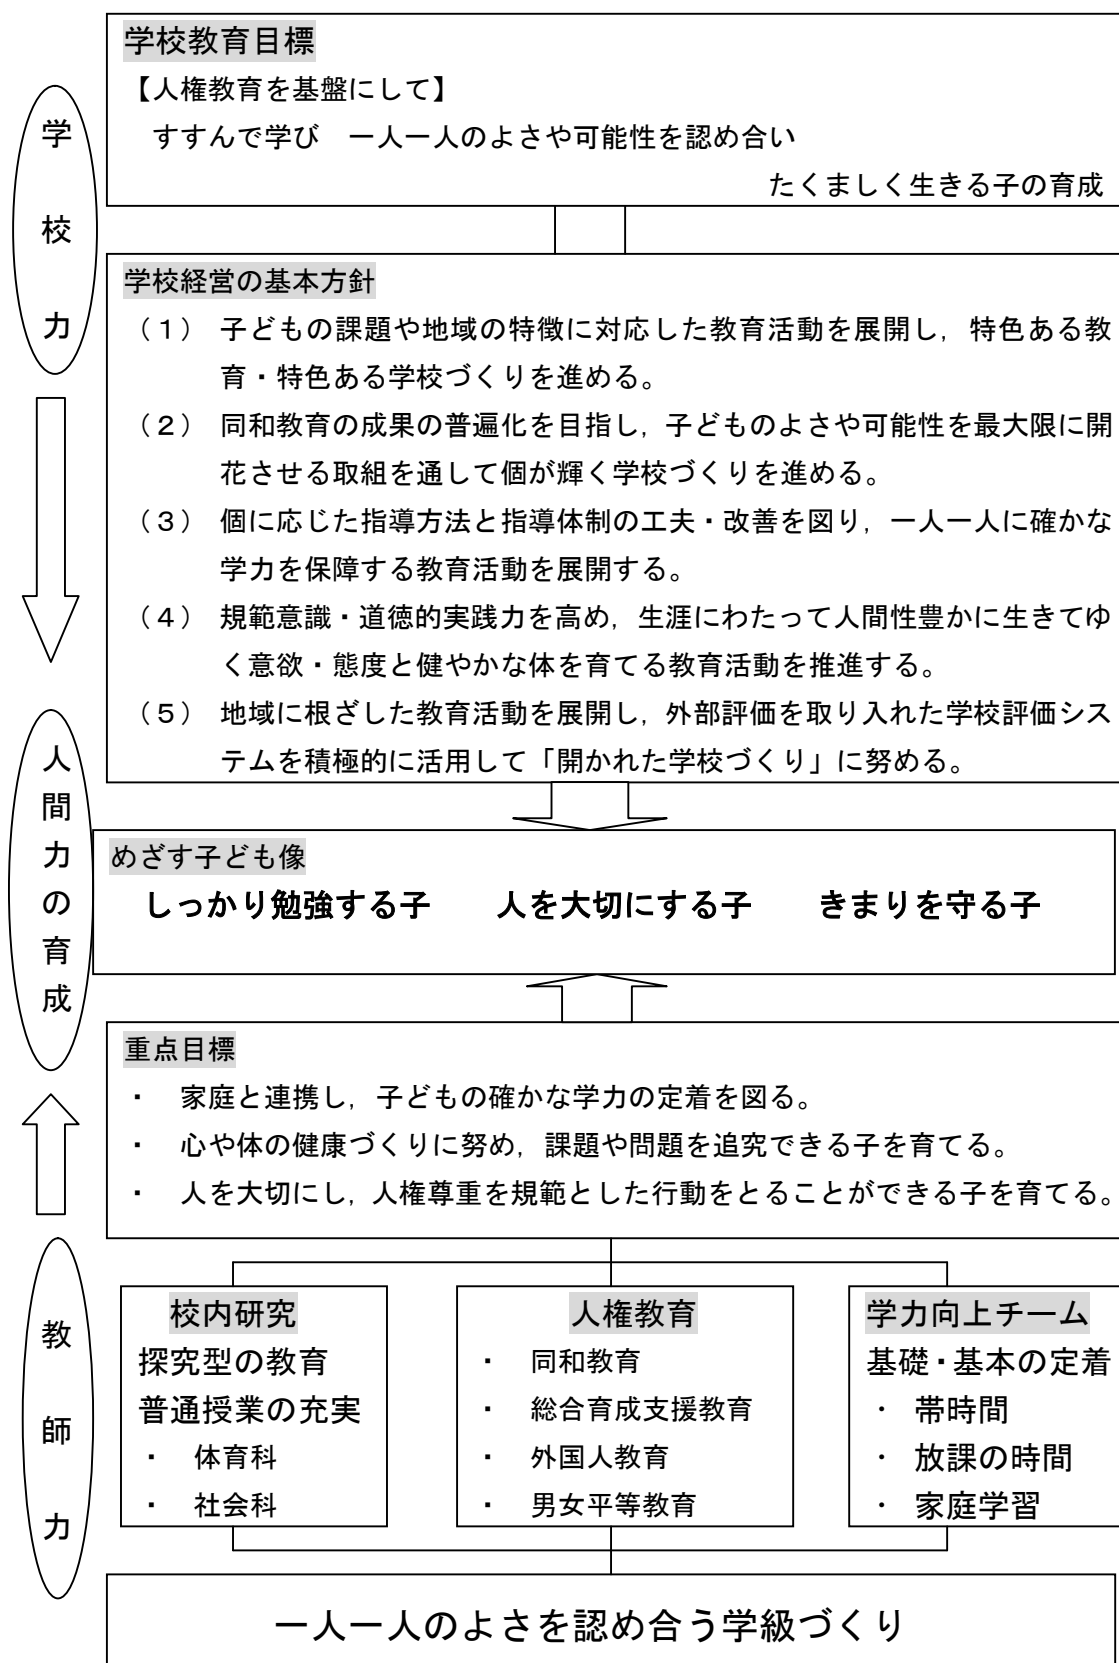 学校力
人間力の育成
教師力
学校教育目標
【人権教育を基盤にして】
すすんで学び　一人一人のよさや可能性を認め合い
たくましく生きる子の育成
学校経営の基本方針
（１）　子どもの課題や地域の特徴に対応した教育活動を展開し，特色ある教
育・特色ある学校づくりを進める。
（２）　同和教育の成果の普遍化を目指し，子どものよさや可能性を最大限に開
花させる取組を通して個が輝く学校づくりを進める。
（３）　個に応じた指導方法と指導体制の工夫・改善を図り，一人一人に確かな
学力を保障する教育活動を展開する。
（４）　規範意識・道徳的実践力を高め，生涯にわたって人間性豊かに生きてゆ
く意欲・態度と健やかな体を育てる教育活動を推進する。
（５）　地域に根ざした教育活動を展開し，外部評価を取り入れた学校評価シス
テムを積極的に活用して「開かれた学校づくり」に努める。
めざす子ども像
しっかり勉強する子　　人を大切にする子　　きまりを守る子
重点目標
・　家庭と連携し，子どもの確かな学力の定着を図る。
・　心や体の健康づくりに努め，課題や問題を追究できる子を育てる。
・　人を大切にし，人権尊重を規範とした行動をとることができる子を育てる。
校内研究
探究型の教育
普通授業の充実
・　体育科
・　社会科
人権教育
・　同和教育
・　総合育成支援教育
・　外国人教育
・　男女平等教育
学力向上チーム
基礎・基本の定着
・　帯時間
・　放課の時間
・　家庭学習
一人一人のよさを認め合う学級づくり